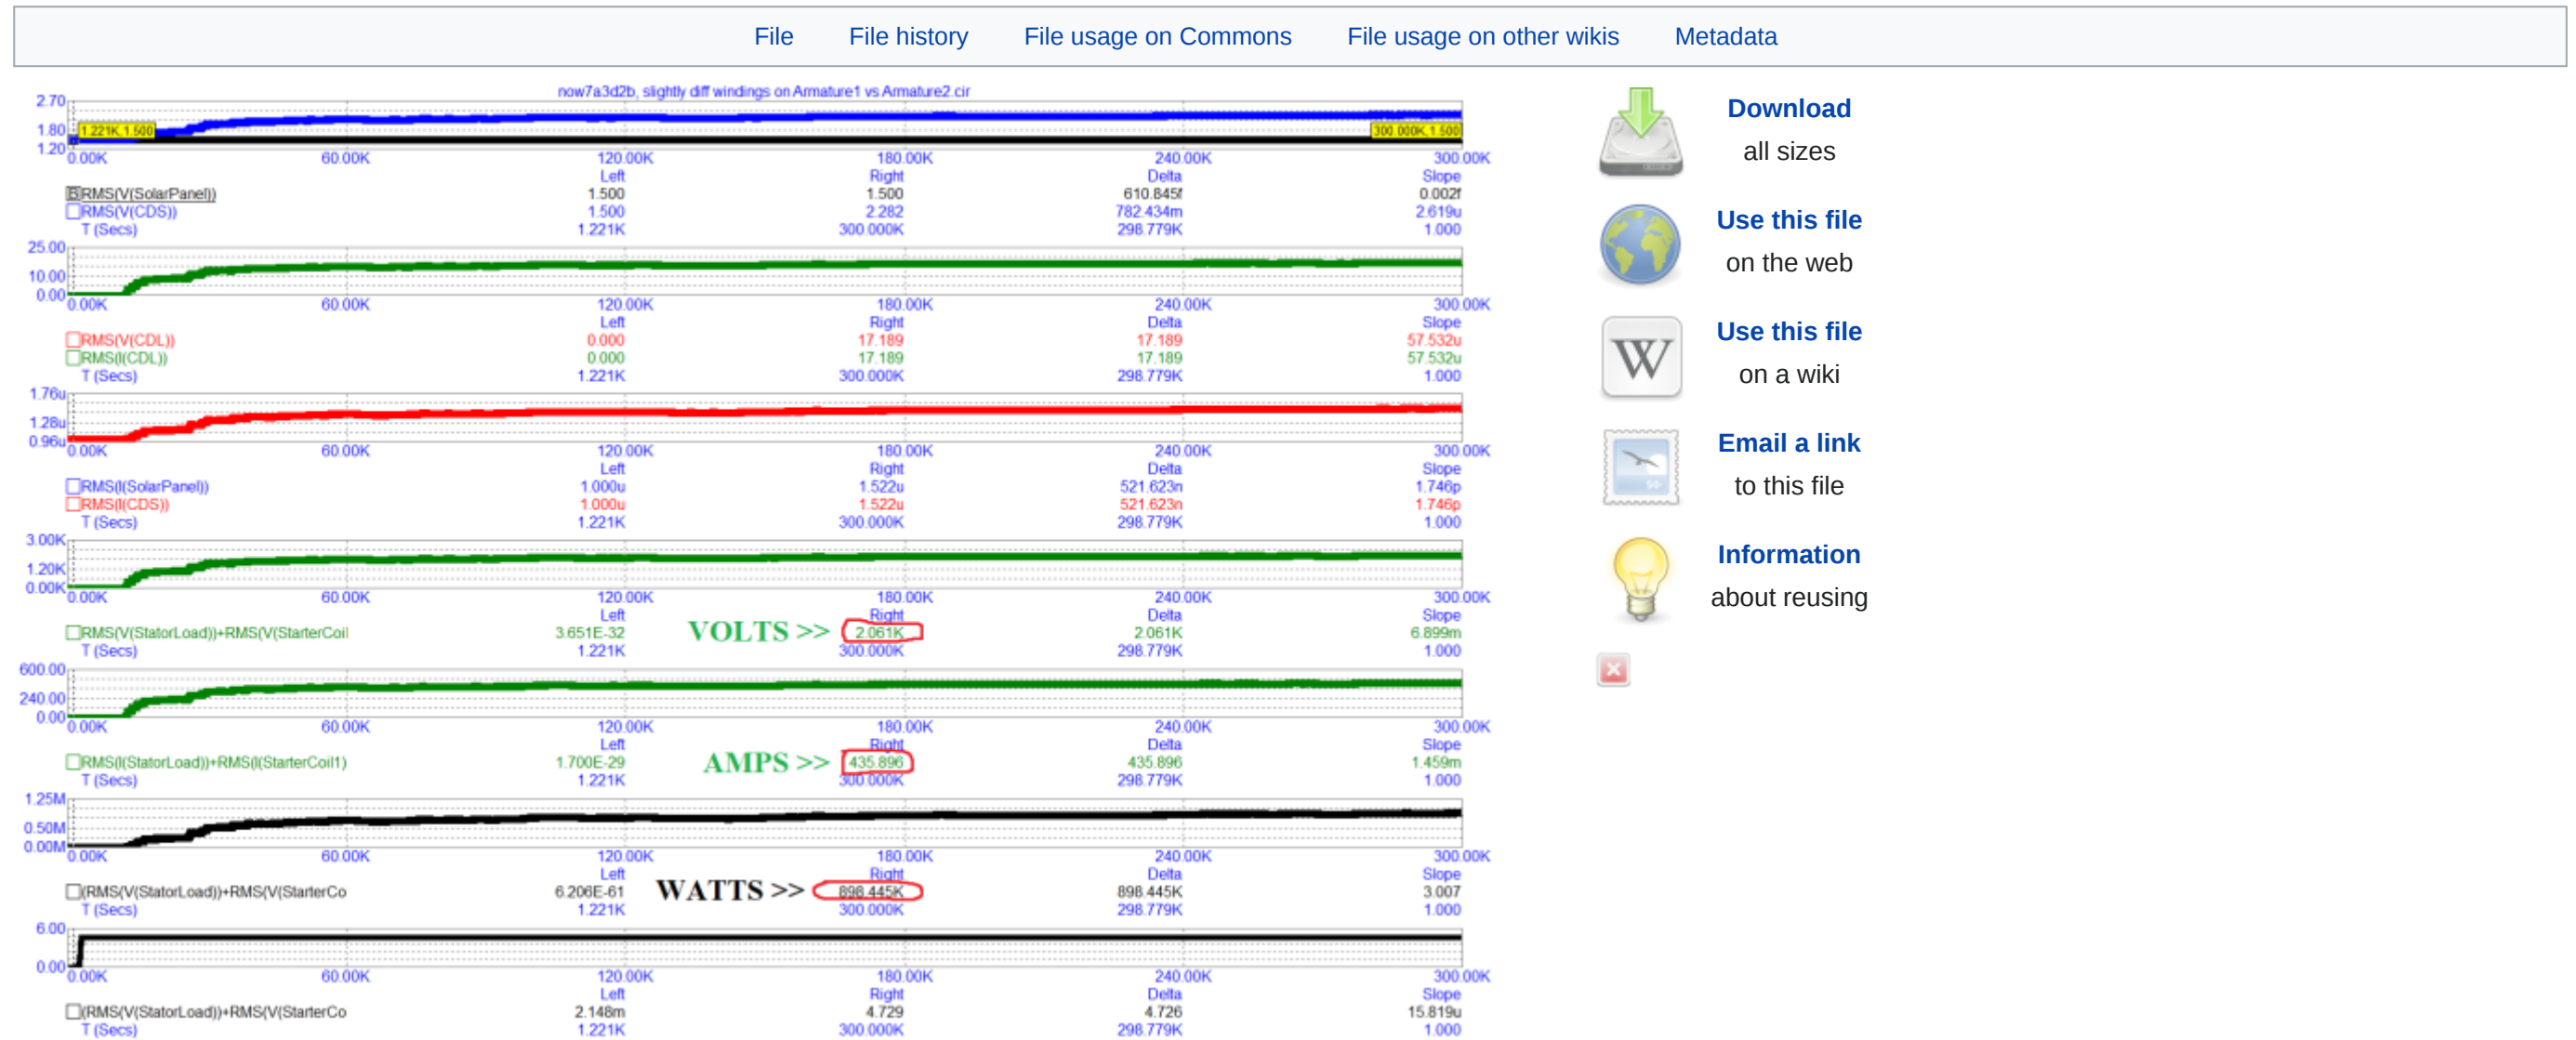 File File history File usage on Commons File usage on other wikis Metadata
now7a3d2b, slightly diff windings on Armature1 vs Armature2.cir
2.70
1.80
1.20
1.221K,1.500
300.000K,1.500
0.00K 60.00K 120.00K 180.00K 240.00K 300.00K
Left Right Delta Slope
B RMS(V(SolarPanel)) 1.500 1.500 610.845f 0.002f
RMS(V(CDS)) 1.500 2.282 782.434m 2.619u
T (Secs) 1.221K 300.000K 298.779K 1.000
25.00
10.00
0.00
0.00K 60.00K 120.00K 180.00K 240.00K 300.00K
Left Right Delta Slope
RMS(V(CDL)) 0.000 17.189 17.189 57.532u
RMS(I(CDL)) 0.000 17.189 17.189 57.532u
T (Secs) 1.221K 300.000K 298.779K 1.000
1.76u
1.28u
0.96u
0.00K 60.00K 120.00K 180.00K 240.00K 300.00K
Left Right Delta Slope
RMS(I(SolarPanel)) 1.000u 1.522u 521.623n 1.746p
RMS(I(CDS)) 1.000u 1.522u 521.623n 1.746p
T (Secs) 1.221K 300.000K 298.779K 1.000
3.00K
1.20K
0.00K
0.00K 60.00K 120.00K 180.00K 240.00K 300.00K
Left Right Delta Slope
RMS(V(StatorLoad))+RMS(V(StarterCoil 3.651E-32 VOLTS >> 2.061K 2.061K 6.899m
T (Secs) 1.221K 300.000K 298.779K 1.000
600.00
240.00
0.00
0.00K 60.00K 120.00K 180.00K 240.00K 300.00K
Left Right Delta Slope
RMS(I(StatorLoad))+RMS(I(StarterCoil1) 1.700E-29 AMPS >> 435.896 435.896 1.459m
T (Secs) 1.221K 300.000K 298.779K 1.000
1.25M
0.50M
0.00M
0.00K 60.00K 120.00K 180.00K 240.00K 300.00K
Left Right Delta Slope
(RMS(V(StatorLoad))+RMS(V(StarterCo 6.206E-61 WATTS >> 898.445K 898.445K 3.007
T (Secs) 1.221K 300.000K 298.779K 1.000
6.00
0.00
0.00K 60.00K 120.00K 180.00K 240.00K 300.00K
Left Right Delta Slope
(RMS(V(StatorLoad))+RMS(V(StarterCo 2.148m 4.729 4.726 15.819u
T (Secs) 1.221K 300.000K 298.779K 1.000
Download
all sizes
Use this file
on the web
W
Use this file
on a wiki
Email a link
to this file
Information
about reusing